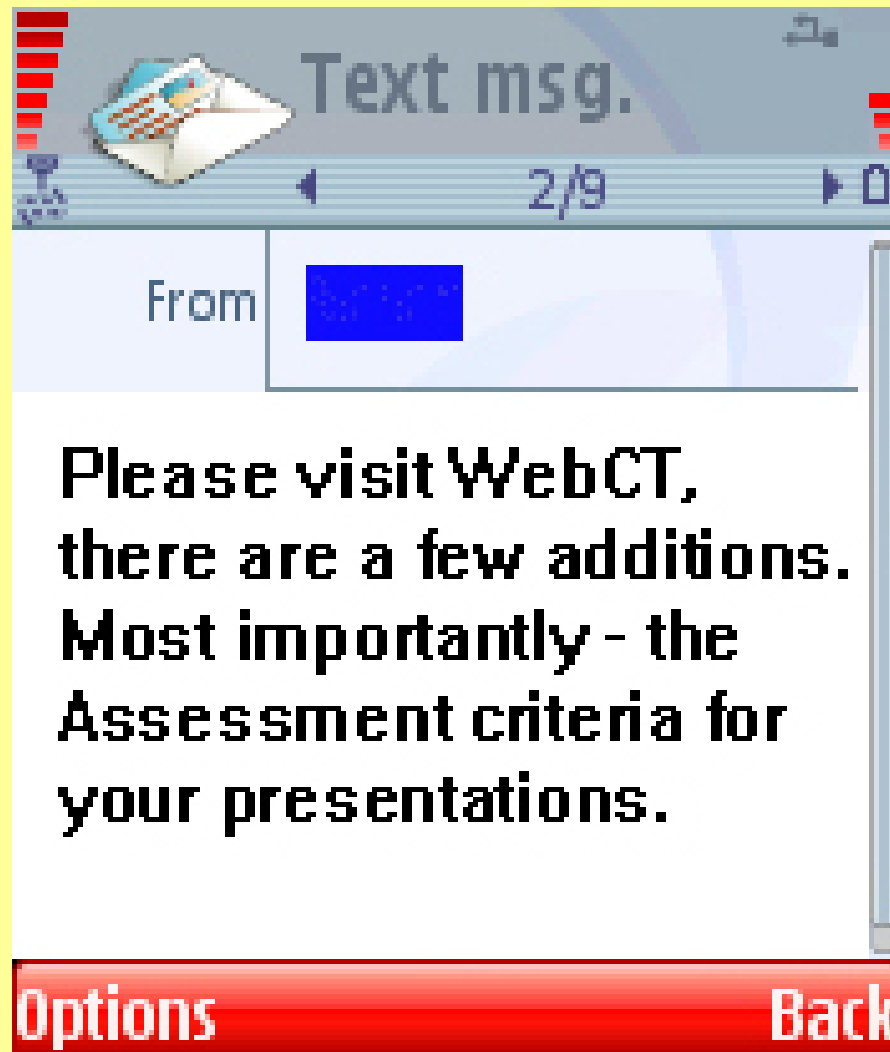 Text msg.
2/9
From
Please visit WebCT,
there are a few additions.
Most importantly - the
Assessment criteria for
your presentations.
Options Back